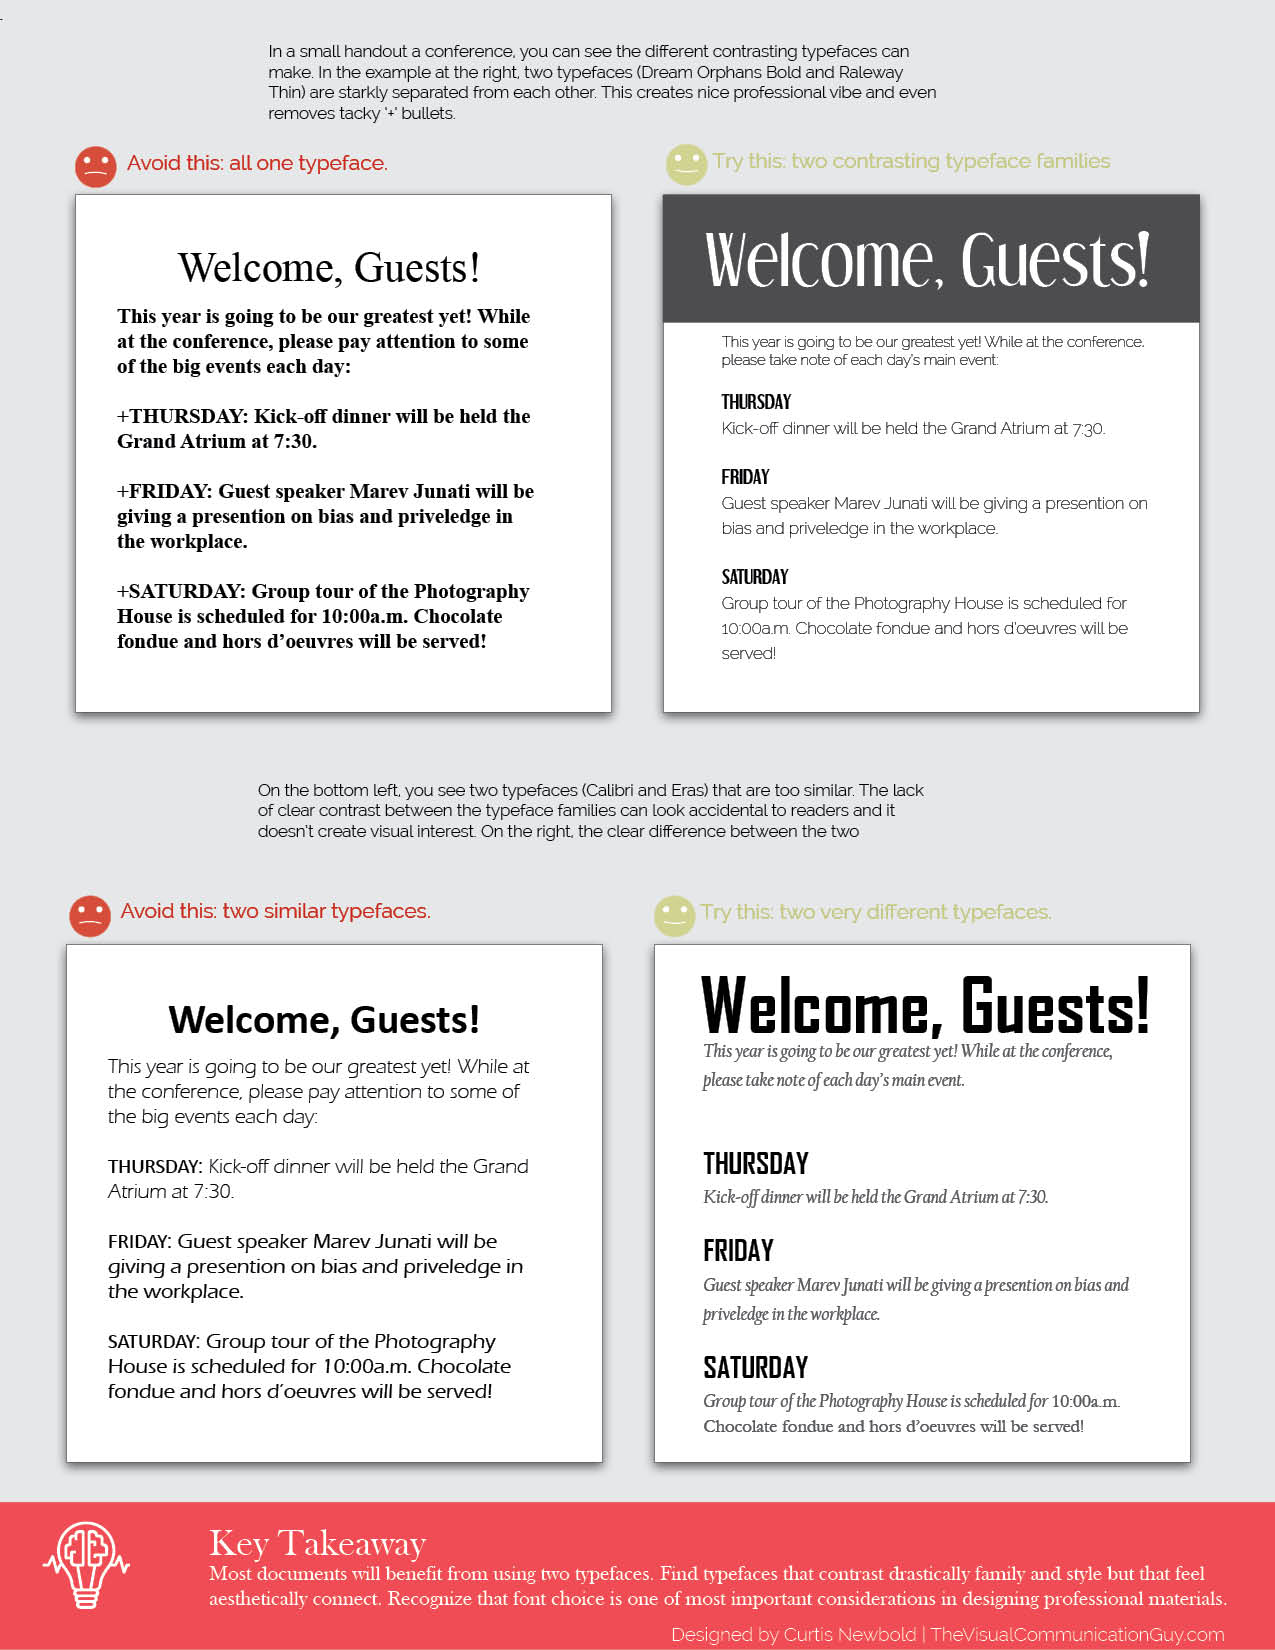 In a small handout a conference, you can see the different contrasting typefaces can
make. In the example at the right, two typefaces (Dream Orphans Bold and Raleway
Thin) are starkly separated from each other. This creates nice professional vibe and even
removes tacky '+' bullets.
Avoid this: all one typeface.
Welcome, Guests!
This year is going to be our greatest yet! While
at the conference, please pay attention to some
of the big events each day:
+THURSDAY: Kick-off dinner will be held the
Grand Atrium at 7:30.
+FRIDAY: Guest speaker Marev Junati will be
giving a presention on bias and priveledge in
the workplace.
+SATURDAY: Group tour of the Photography
House is scheduled for 10:00a.m. Chocolate
fondue and hors d'oeuvres will be served!
Try this: two contrasting typeface families
Welcome, Guests!
This year is going to be our greatest yet! While at the conference,
please take note of each day's main event:
THURSDAY
Kick-off dinner will be held the Grand Atrium at 7:30.
FRIDAY
Guest speaker Marev Junati will be giving a presention on
bias and priveledge in the workplace.
SATURDAY
Group tour of the Photography House is scheduled for
10:00a.m. Chocolate fondue and hors d'oeuvres will be
served!
On the bottom left, you see two typefaces (Calibri and Eras) that are too similar. The lack
of clear contrast between the typeface families can look accidental to readers and it
doesn't create visual interest. On the right, the clear difference between the two
Avoid this: two similar typefaces.
Welcome, Guests!
This year is going to be our greatest yet! While at
the conference, please pay attention to some of
the big events each day:
THURSDAY: Kick-off dinner will be held the Grand
Atrium at 7:30.
FRIDAY: Guest speaker Marev Junati will be
giving a presention on bias and priveledge in
the workplace.
SATURDAY: Group tour of the Photography
House is scheduled for 10:00a.m. Chocolate
fondue and hors d'oeuvres will be served!
Try this: two very different typefaces.
Welcome, Guests!
This year is going to be our greatest yet! While at the conference,
please take note of each day's main event.
THURSDAY
Kick-off dinner will be held the Grand Atrium at 7:30.
FRIDAY
Guest speaker Marev Junati will be giving a presention on bias and
priveledge in the workplace.
SATURDAY
Group tour of the Photography House is scheduled for 10:00a.m.
Chocolate fondue and hors d'oeuvres will be served!
Key Takeaway
Most documents will benefit from using two typefaces. Find typefaces that contrast drastically family and style but that feel
aesthetically connect. Recognize that font choice is one of most important considerations in designing professional materials.
Designed by Curtis Newbold | TheVisualCommunicationGuy.com